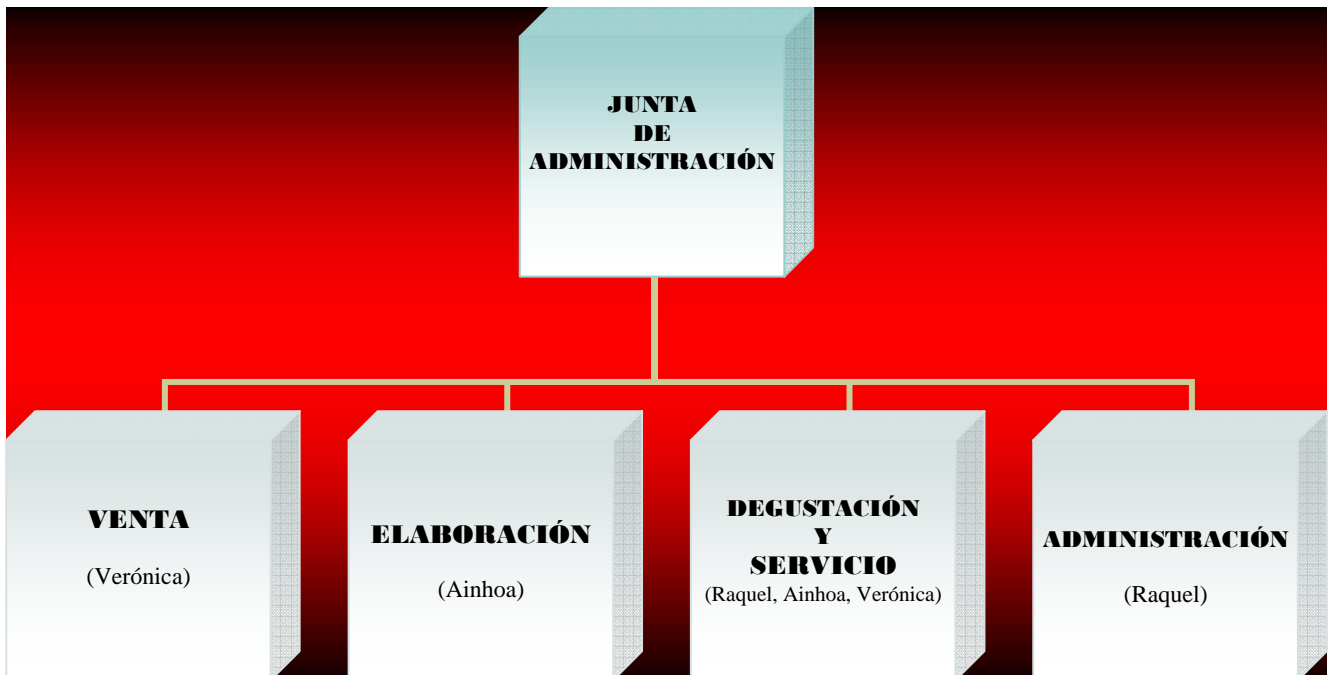 JUNTA
DE
ADMINISTRACIÓN
VENTA
(Verónica)
ELABORACIÓN
(Ainhoa)
DEGUSTACIÓN
Y
SERVICIO
(Raquel, Ainhoa, Verónica)
ADMINISTRACIÓN
(Raquel)